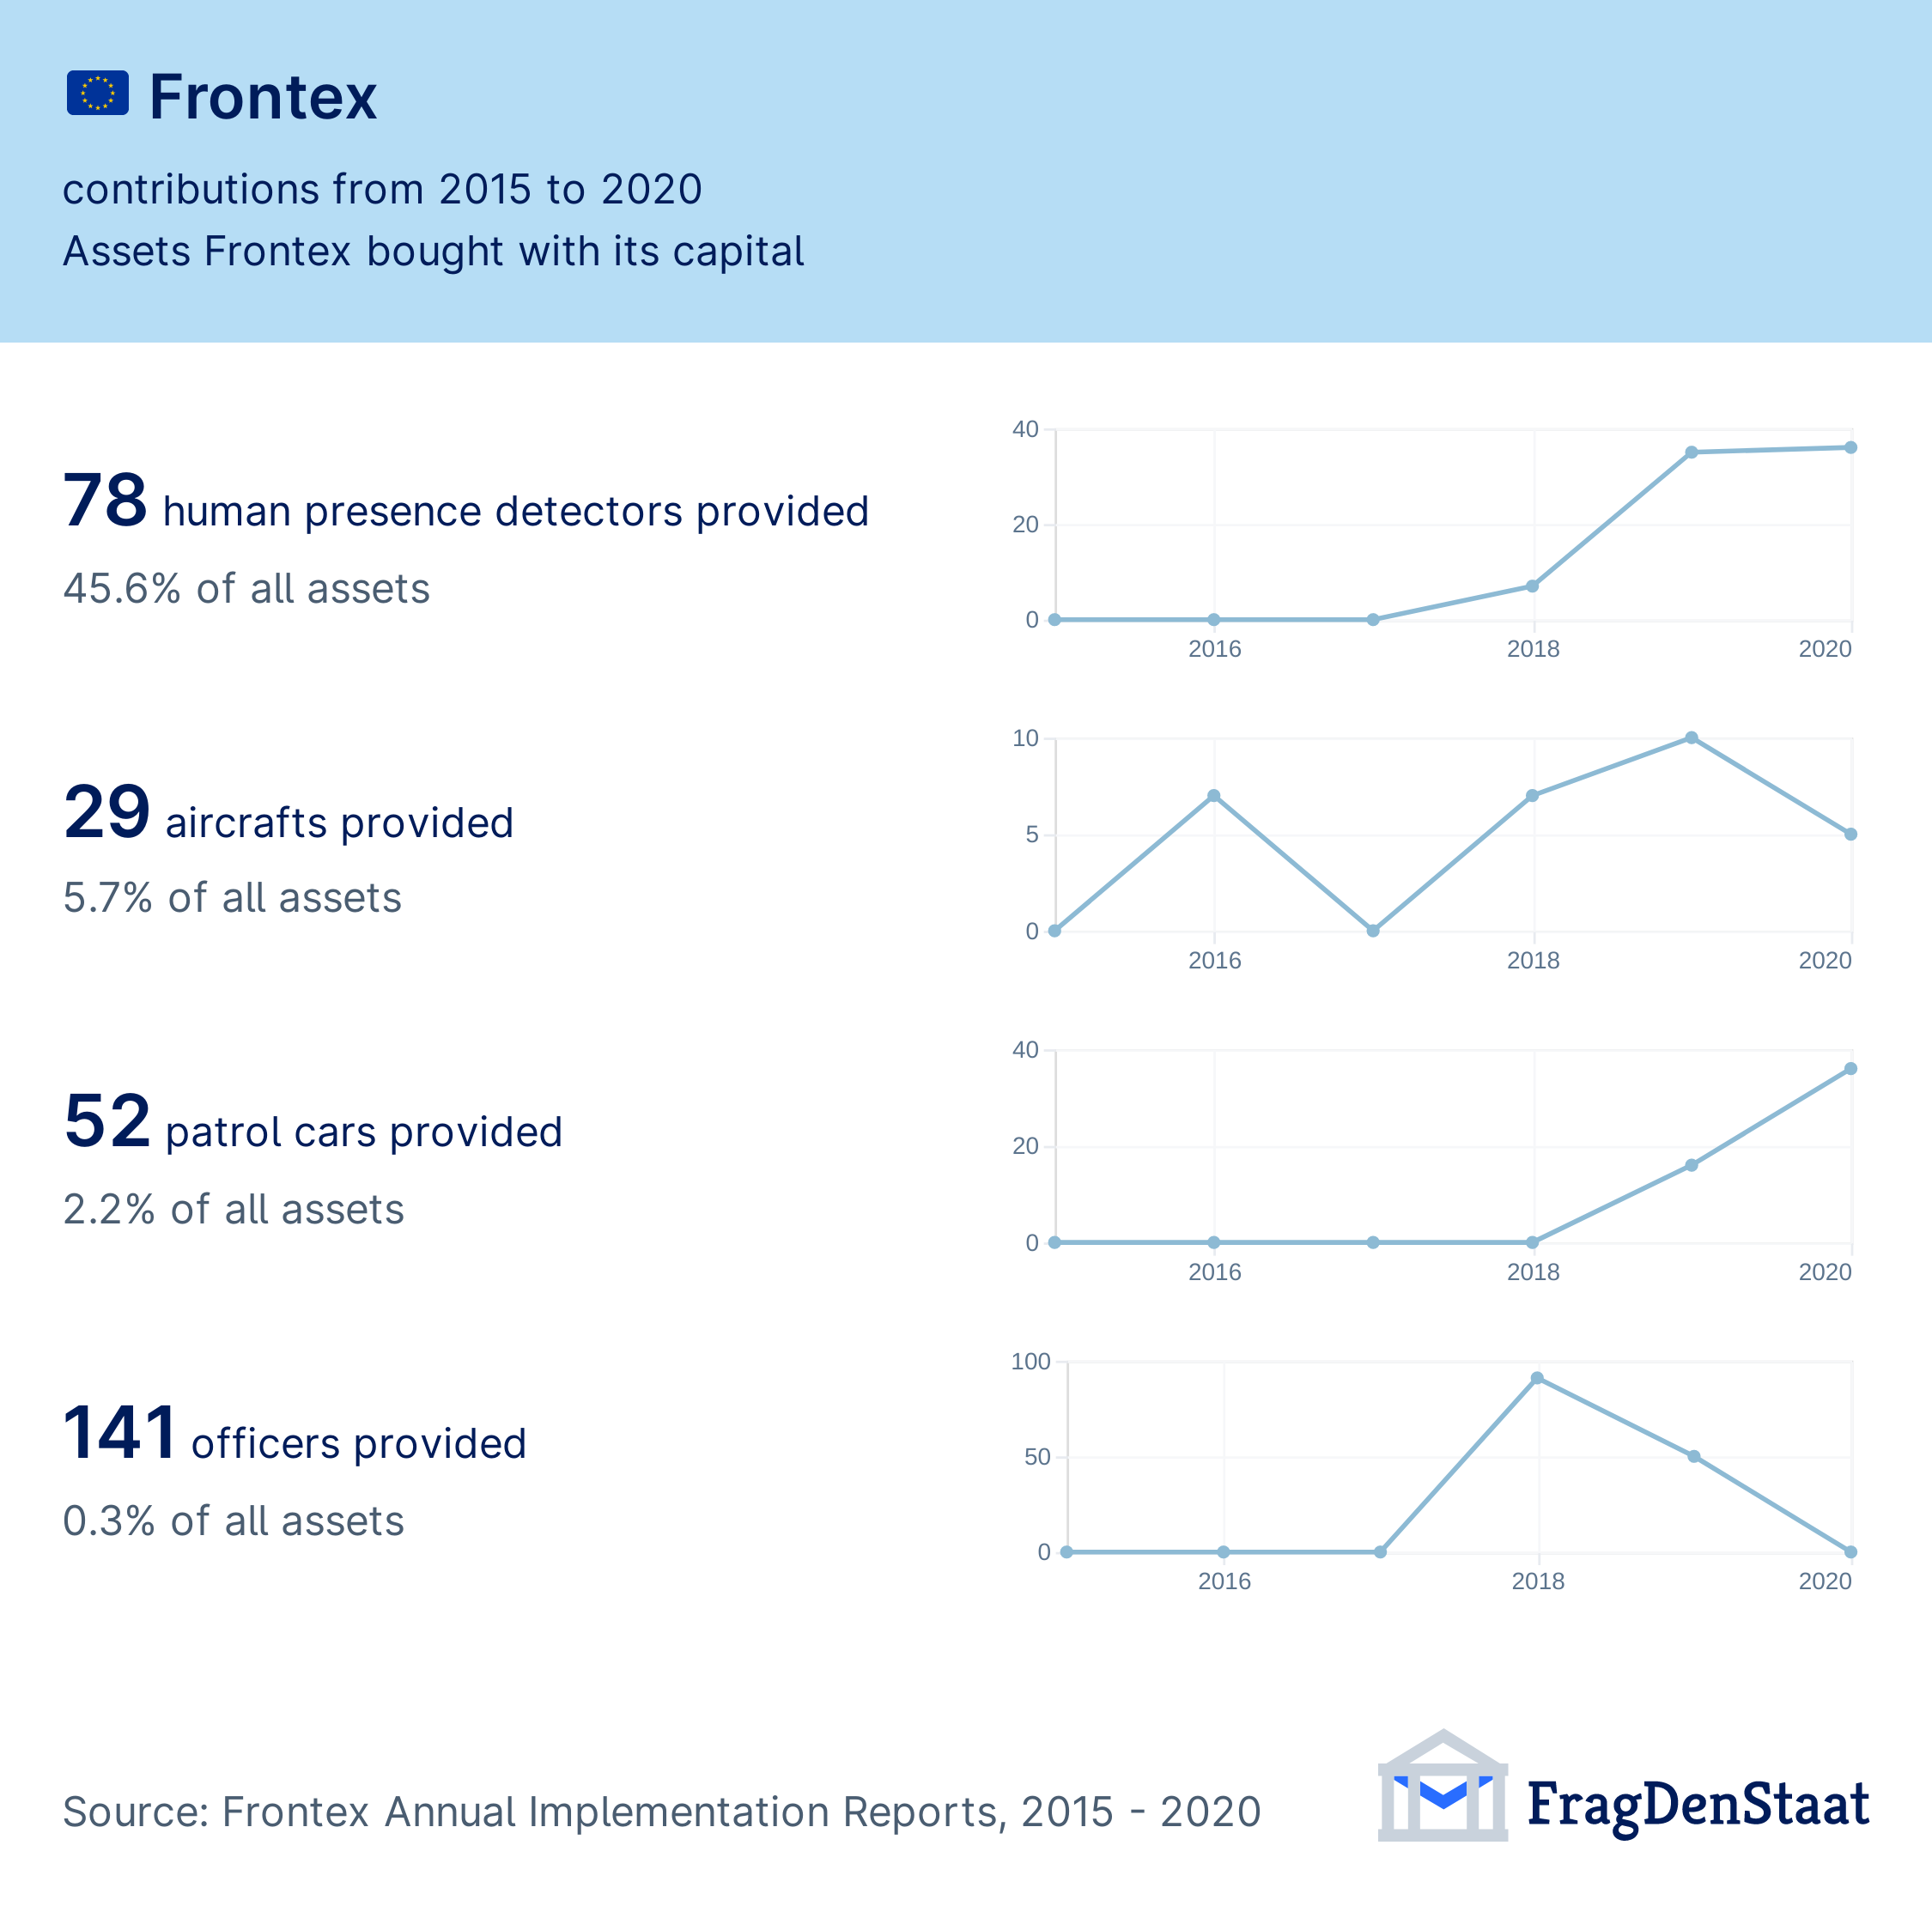 Frontex
contributions from 2015 to 2020
Assets Frontex bought with its capital
78 human presence detectors provided
45.6% of all assets
40
20
0
2016 2018 2020
29 aircrafts provided
5.7% of all assets
10
5
0
2016 2018 2020
52 patrol cars provided
2.2% of all assets
40
20
0
2016 2018 2020
141 officers provided
0.3% of all assets
100
50
0
2016 2018 2020
Source: Frontex Annual Implementation Reports, 2015 - 2020
FragDenStaat